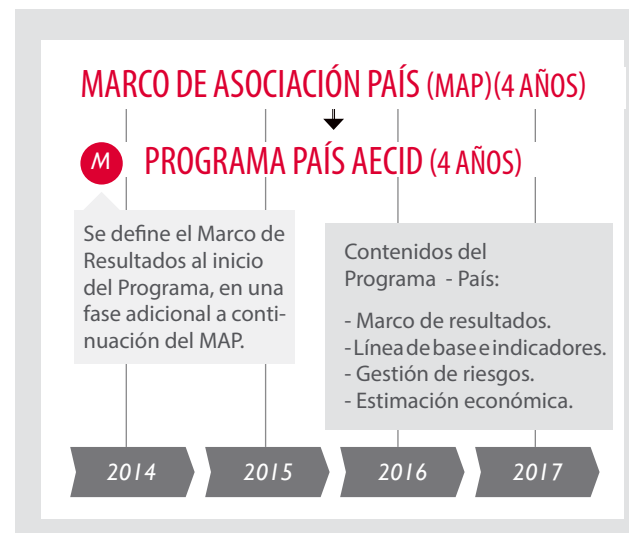 MARCO DE ASOCIACIÓN PAÍS (MAP)(4 AÑOS)
M
PROGRAMA PAÍS AECID (4 AÑOS)
Se define el Marco de
Resultados al inicio
del Programa, en una
fase adicional a conti-
nuación del MAP.
Contenidos del
Programa - País:
- Marco de resultados.
- Línea de base e indicadores.
- Gestión de riesgos.
- Estimación económica.
2014
2015
2016
2017